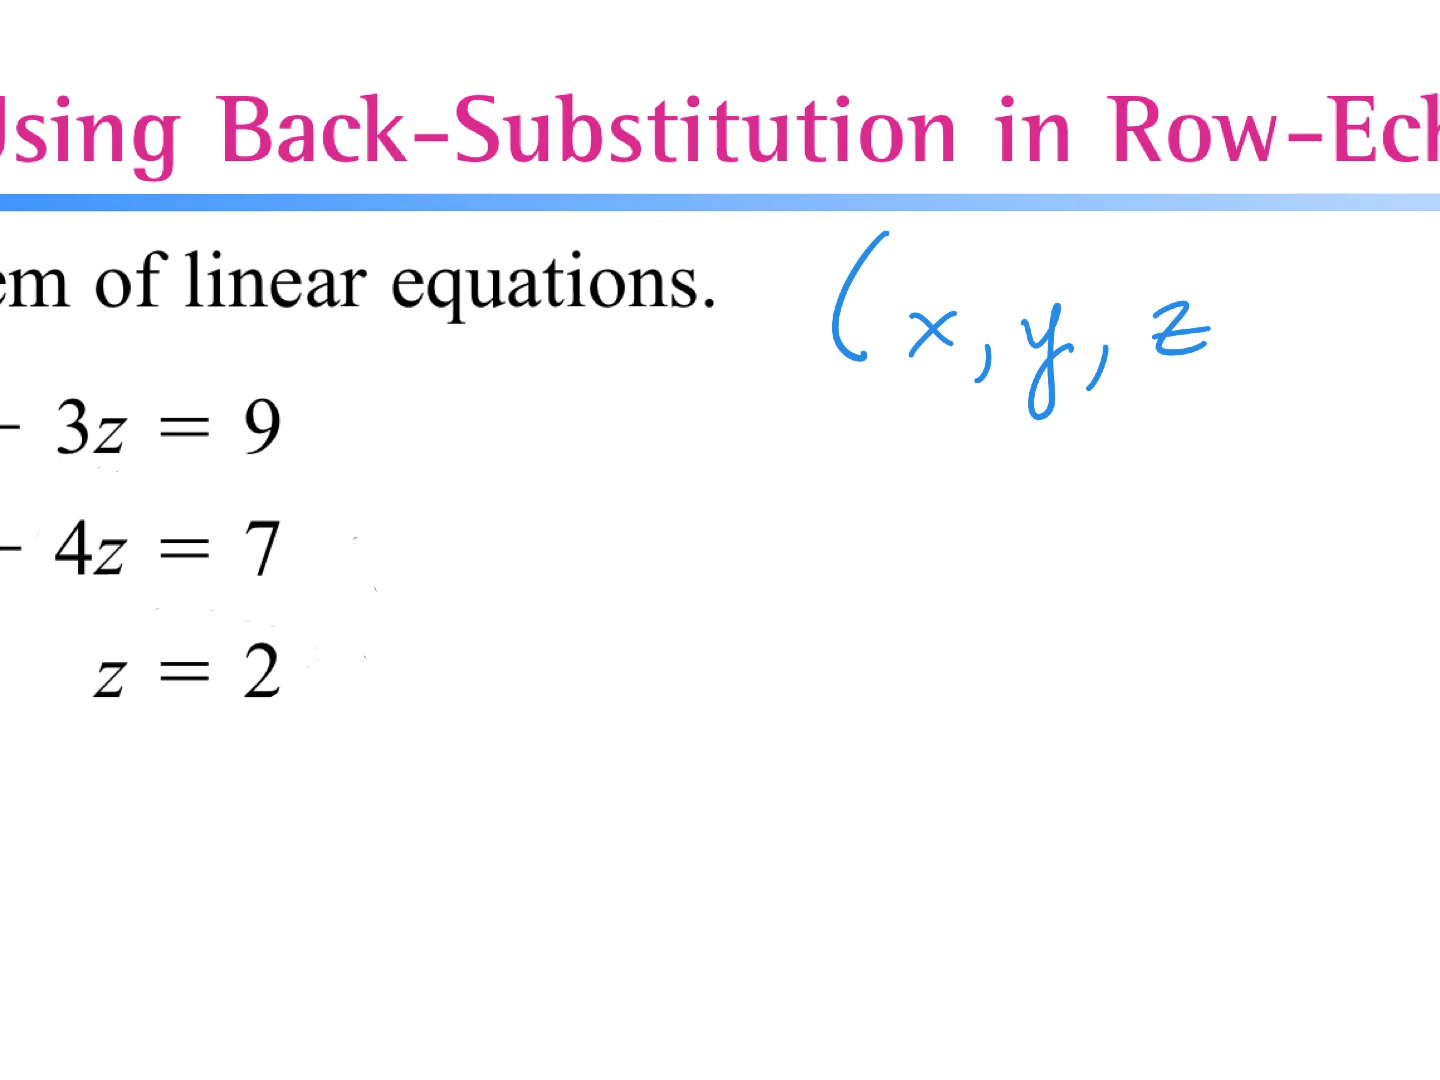 Using Back-Substitution in Row-Ech
em of linear equations.
(x, y, z
- 3z = 9
- 4z = 7
z = 2